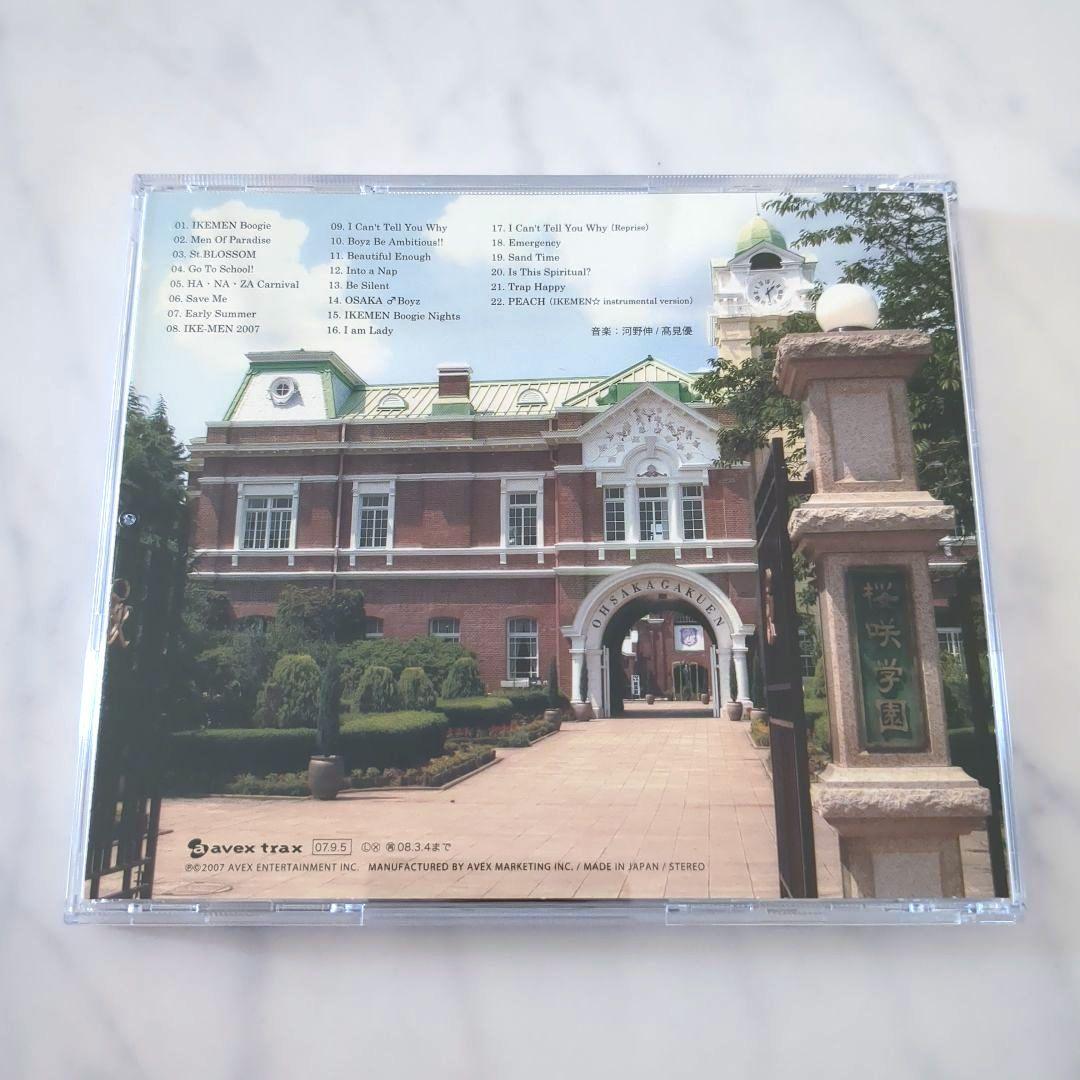 01. IKEMEN Boogie
02. Men Of Paradise
03. St.BLOSSOM
04. Go To School!
05. HA・NA・ZA Carnival
06. Save Me
07. Early Summer
08. IKE-MEN 2007
09. I Can't Tell You Why
10. Boyz Be Ambitious!!
11. Beautiful Enough
12. Into a Nap
13. Be Silent
14. OSAKA♂Boyz
15. IKEMEN Boogie Nights
16. I am Lady
17. I Can't Tell You Why (Reprise)
18. Emergency
19. Sand Time
20. Is This Spiritual?
21. Trap Happy
22. PEACH (IKEMEN☆ instrumental version)
音楽：河野伸 / 高見優
OHSAKA GAKUEN
桜咲学園
avex trax 07.9.5 Ⓛ Ⓧ 再 08.3.4まで
℗©2007 AVEX ENTERTAINMENT INC. MANUFACTURED BY AVEX MARKETING INC. / MADE IN JAPAN / STEREO